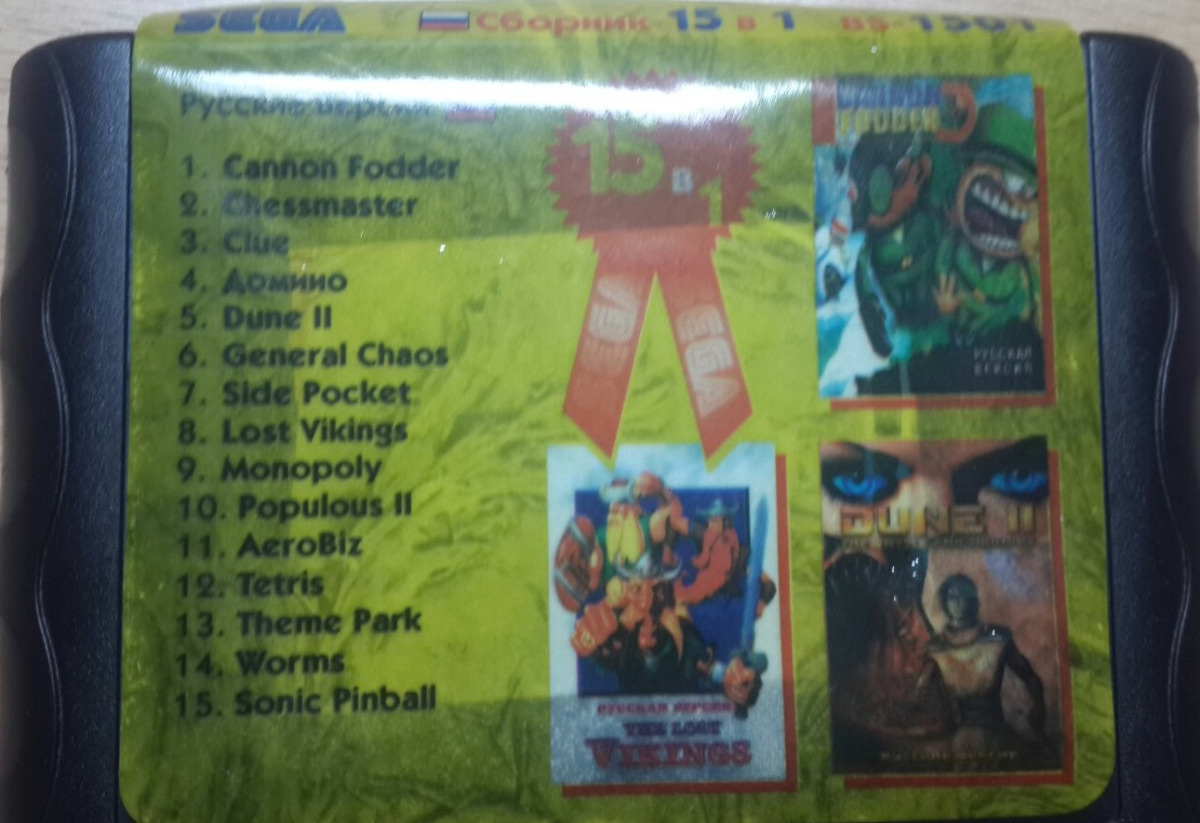 SEGA Сборник - 15 в 1 BS-1501
Русские версии
1. Cannon Fodder
2. Chessmaster
3. Clue
4. Домино
5. Dune II
6. General Chaos
7. Side Pocket
8. Lost Vikings
9. Monopoly
10. Populous II
11. AeroBiz
12. Tetris
13. Theme Park
14. Worms
15. Sonic Pinball
15 в 1
FODDER
РУССКАЯ
ВЕРСИЯ
РУССКАЯ ВЕРСИЯ
THE LOST
VIKINGS
DUNE II